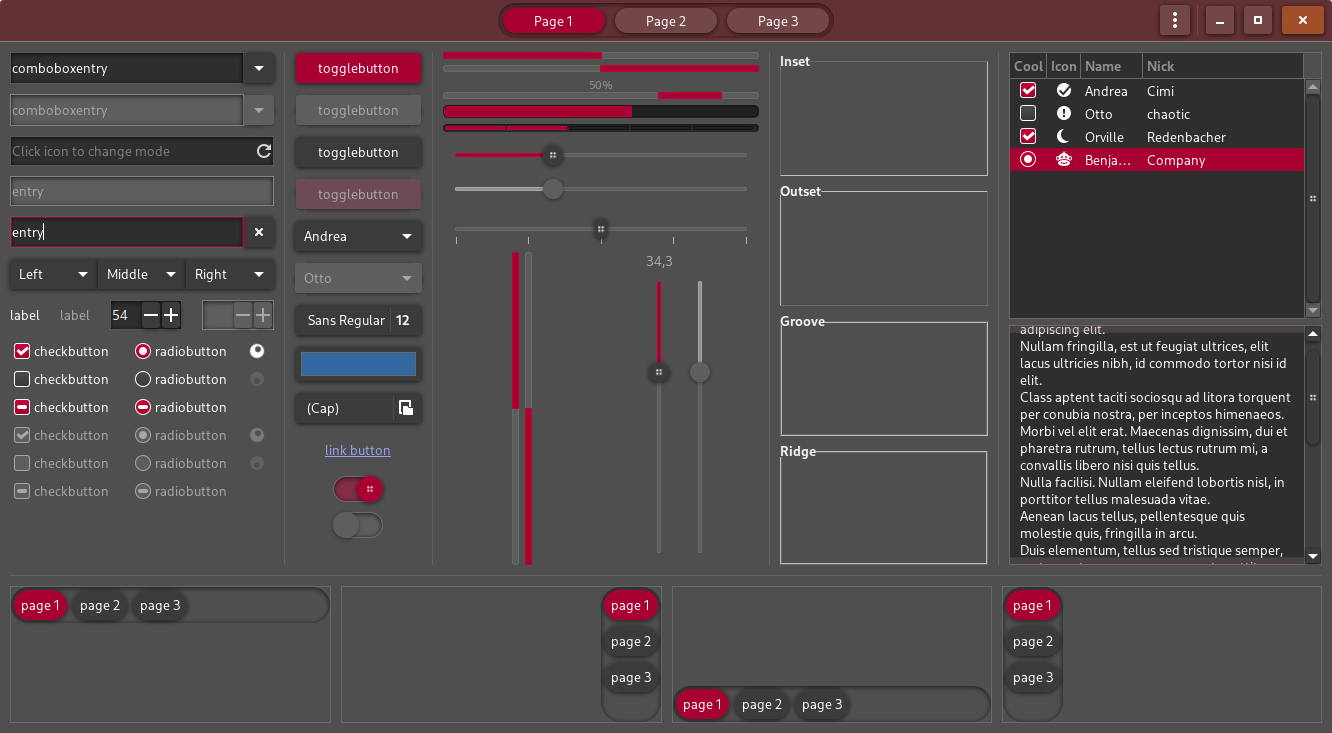 Page 1
Page 2
Page 3
comboboxentry
comboboxentry
Click icon to change mode
entry
entry
Left
Middle
Right
label
label
54
checkbutton
radiobutton
checkbutton
radiobutton
checkbutton
radiobutton
checkbutton
radiobutton
checkbutton
radiobutton
checkbutton
radiobutton
togglebutton
togglebutton
togglebutton
togglebutton
Andrea
Otto
Sans Regular 12
(Cap)
link button
50%
34,3
Inset
Outset
Groove
Ridge
Cool Icon Name Nick
Andrea Cimi
Otto chaotic
Orville Redenbacher
Benja... Company
adipiscing elit.
Nullam fringilla, est ut feugiat ultrices, elit
lacus ultricies nibh, id commodo tortor nisi id
elit.
Class aptent taciti sociosqu ad litora torquent
per conubia nostra, per inceptos himenaeos.
Morbi vel elit erat. Maecenas dignissim, dui et
pharetra rutrum, tellus lectus rutrum mi, a
convallis libero nisi quis tellus.
Nulla facilisi. Nullam eleifend lobortis nisl, in
porttitor tellus malesuada vitae.
Aenean lacus tellus, pellentesque quis
molestie quis, fringilla in arcu.
Duis elementum, tellus sed tristique semper,
page 1
page 2
page 3
page 1
page 2
page 3
page 1
page 2
page 3
page 1
page 2
page 3